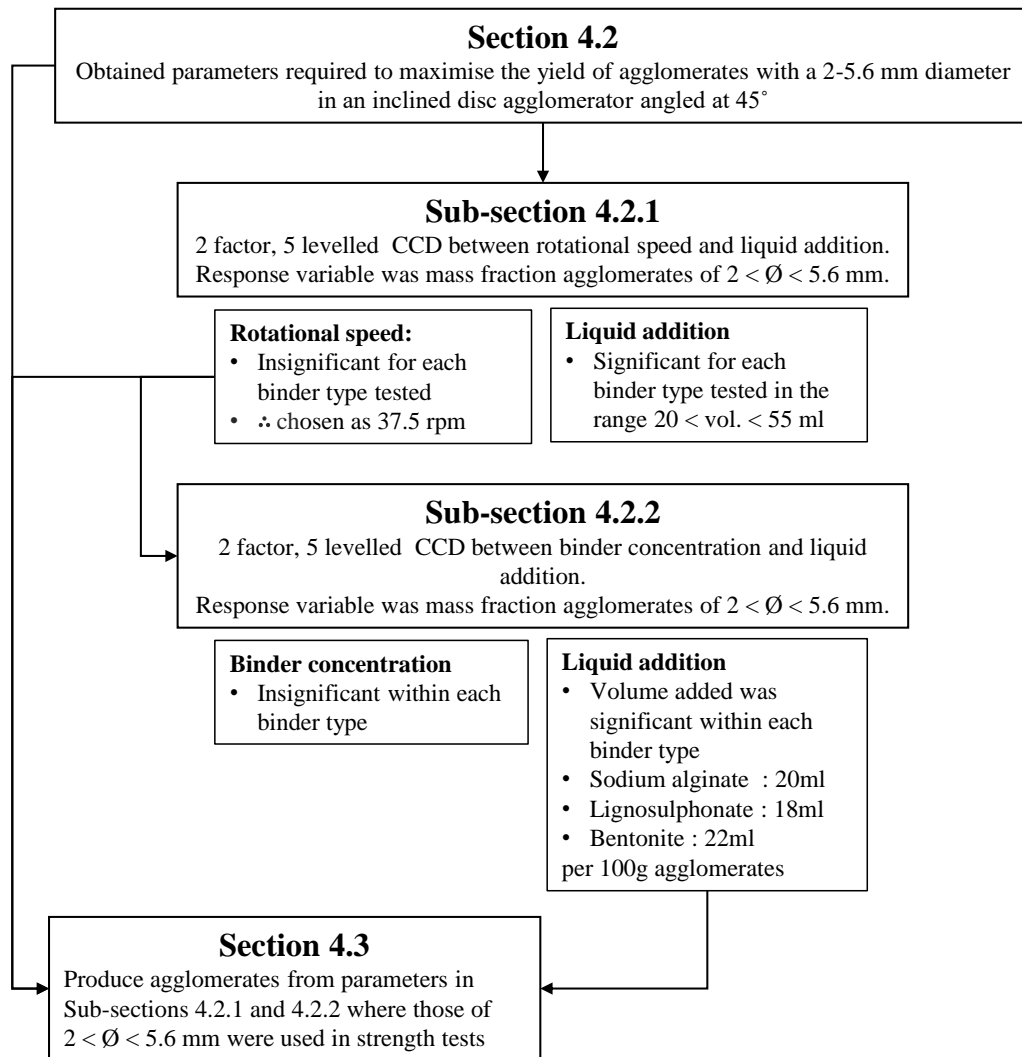 Section 4.2
Obtained parameters required to maximise the yield of agglomerates with a 2-5.6 mm diameter
in an inclined disc agglomerator angled at 45˚
Sub-section 4.2.1
2 factor, 5 levelled CCD between rotational speed and liquid addition.
Response variable was mass fraction agglomerates of 2 < Ø < 5.6 mm.
Rotational speed:
• Insignificant for each
binder type tested
• ∴ chosen as 37.5 rpm
Liquid addition
• Significant for each
binder type tested in the
range 20 < vol. < 55 ml
Sub-section 4.2.2
2 factor, 5 levelled CCD between binder concentration and liquid
addition.
Response variable was mass fraction agglomerates of 2 < Ø < 5.6 mm.
Binder concentration
• Insignificant within each
binder type
Liquid addition
• Volume added was
significant within each
binder type
• Sodium alginate : 20ml
• Lignosulphonate : 18ml
• Bentonite : 22ml
per 100g agglomerates
Section 4.3
Produce agglomerates from parameters in
Sub-sections 4.2.1 and 4.2.2 where those of
2 < Ø < 5.6 mm were used in strength tests